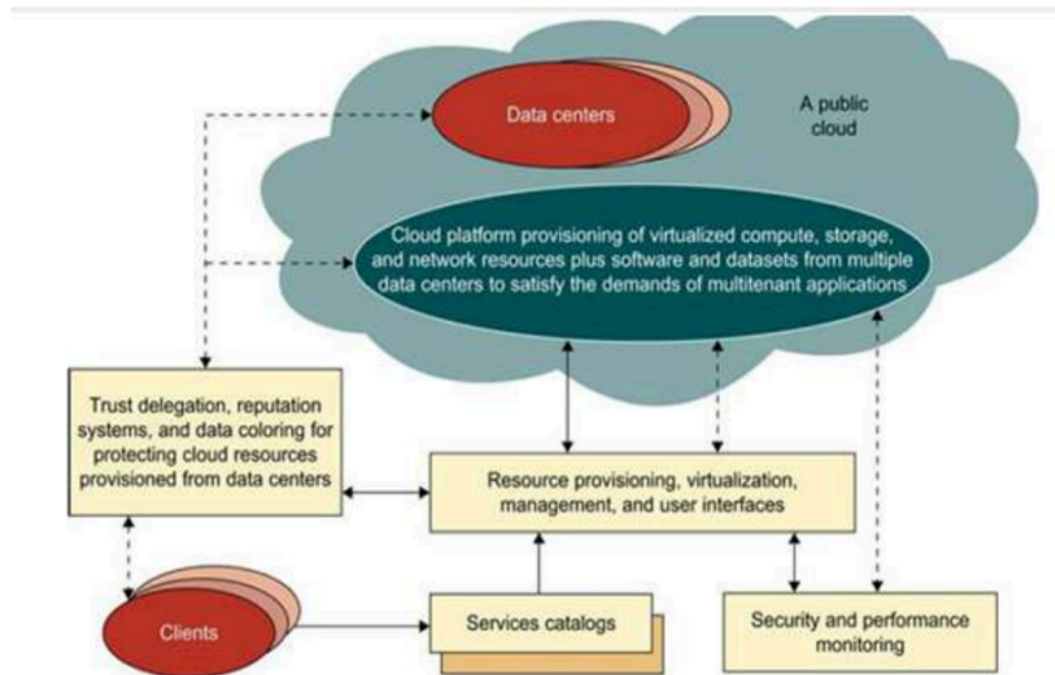 Data centers
A public
cloud
Cloud platform provisioning of virtualized compute, storage,
and network resources plus software and datasets from multiple
data centers to satisfy the demands of multitenant applications
Trust delegation, reputation
systems, and data coloring for
protecting cloud resources
provisioned from data centers
Resource provisioning, virtualization,
management, and user interfaces
Clients
Services catalogs
Security and performance
monitoring